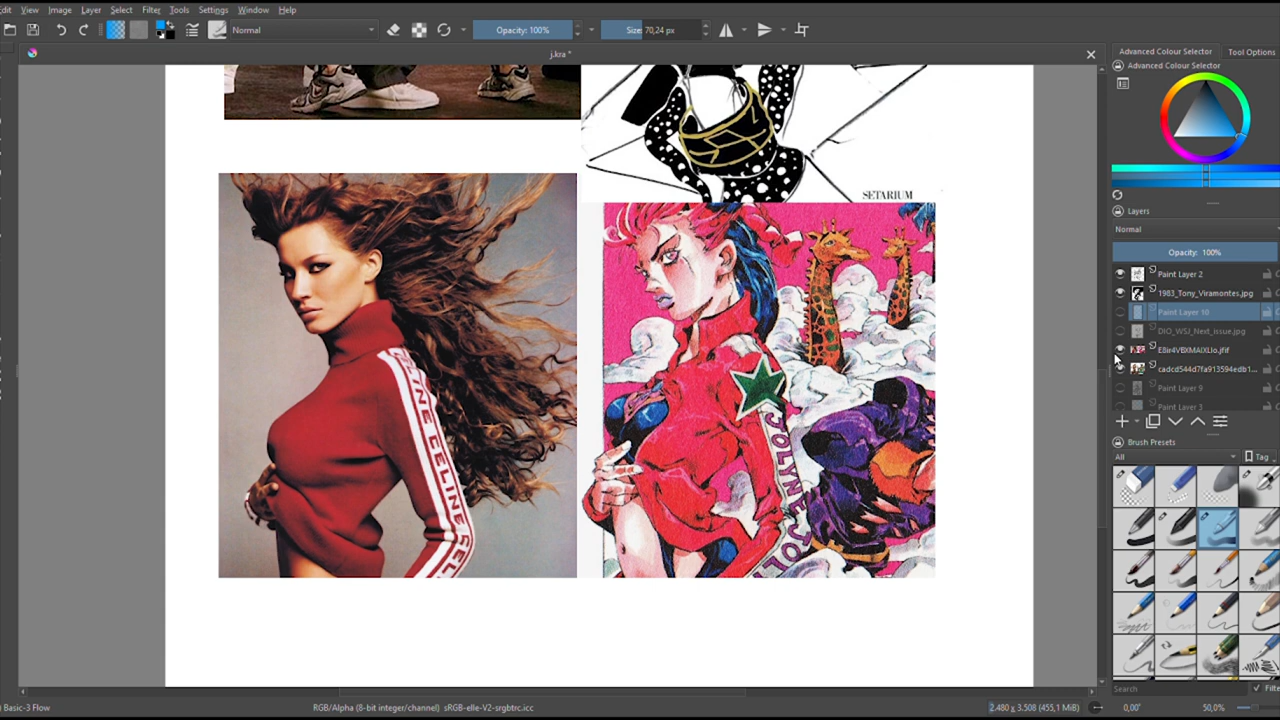 Edit View Image Layer Select Filter Tools Settings Window Help
Normal Opacity: 100% Size: 70,24 px
j.kra *
Advanced Colour Selector Tool Options
Advanced Colour Selector
Layers
Normal
Opacity: 100%
Paint Layer 2
1983_Tony_Viramontes.jpg
Paint Layer 10
DIO_WSJ_Next_issue.jpg
cadcd544d7fa913594edb1...
Paint Layer 9
Paint Layer 3
Brush Presets
All Tag
Search Filte
SETARIUM
CELINE CELINE CEL
JOLYNE JOL
Basic-3 Flow RGB/Alpha (8-bit integer/channel) sRGB-elle-V2-srgbtrc.icc 2.480 x 3.508 (455,1 MiB) 0,00° 50,0%